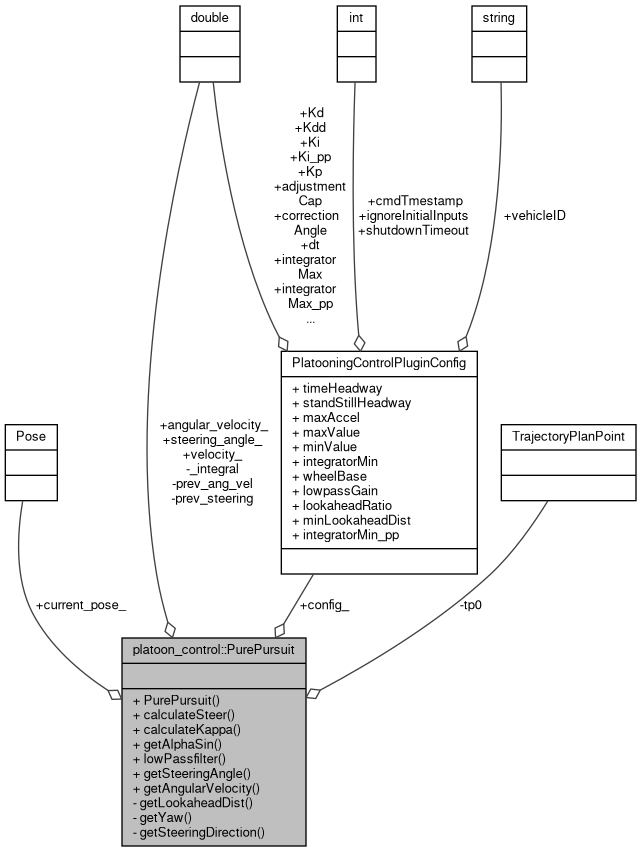 double
int
string
+Kd
+Kdd
+Ki
+Ki_pp
+Kp
+adjustment
Cap
+correction
Angle
+dt
+integrator
Max
+integrator
Max_pp
...
+cmdTmestamp
+ignoreInitialInputs
+shutdownTimeout
+vehicleID
PlatooningControlPluginConfig
+ timeHeadway
+ standStillHeadway
+ maxAccel
+ maxValue
+ minValue
+ integratorMin
+ wheelBase
+ lowpassGain
+ lookaheadRatio
+ minLookaheadDist
+ integratorMin_pp
Pose
+angular_velocity_
+steering_angle_
+velocity_
-_integral
-prev_ang_vel
-prev_steering
TrajectoryPlanPoint
+current_pose_
+config_
-tp0
platoon_control::PurePursuit
+ PurePursuit()
+ calculateSteer()
+ calculateKappa()
+ getAlphaSin()
+ lowPassfilter()
+ getSteeringAngle()
+ getAngularVelocity()
- getLookaheadDist()
- getYaw()
- getSteeringDirection()